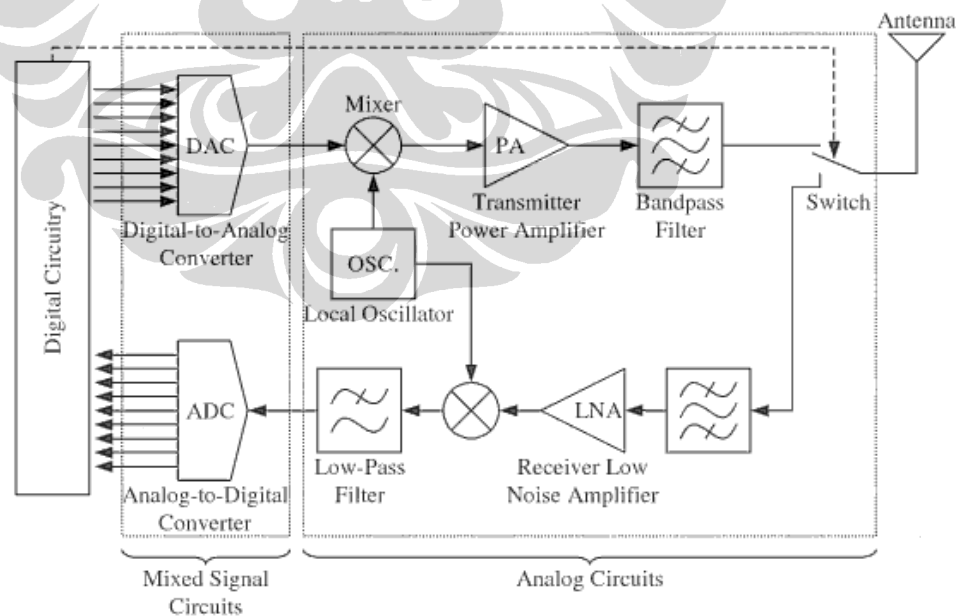 Antenna
Mixer
DAC
PA
Digital Circuitry
Digital-to-Analog
Converter
Transmitter
Power Amplifier
Bandpass
Filter
Switch
OSC.
Local Oscillator
ADC
LNA
Analog-to-Digital
Converter
Low-Pass
Filter
Receiver Low
Noise Amplifier
Mixed Signal
Circuits
Analog Circuits